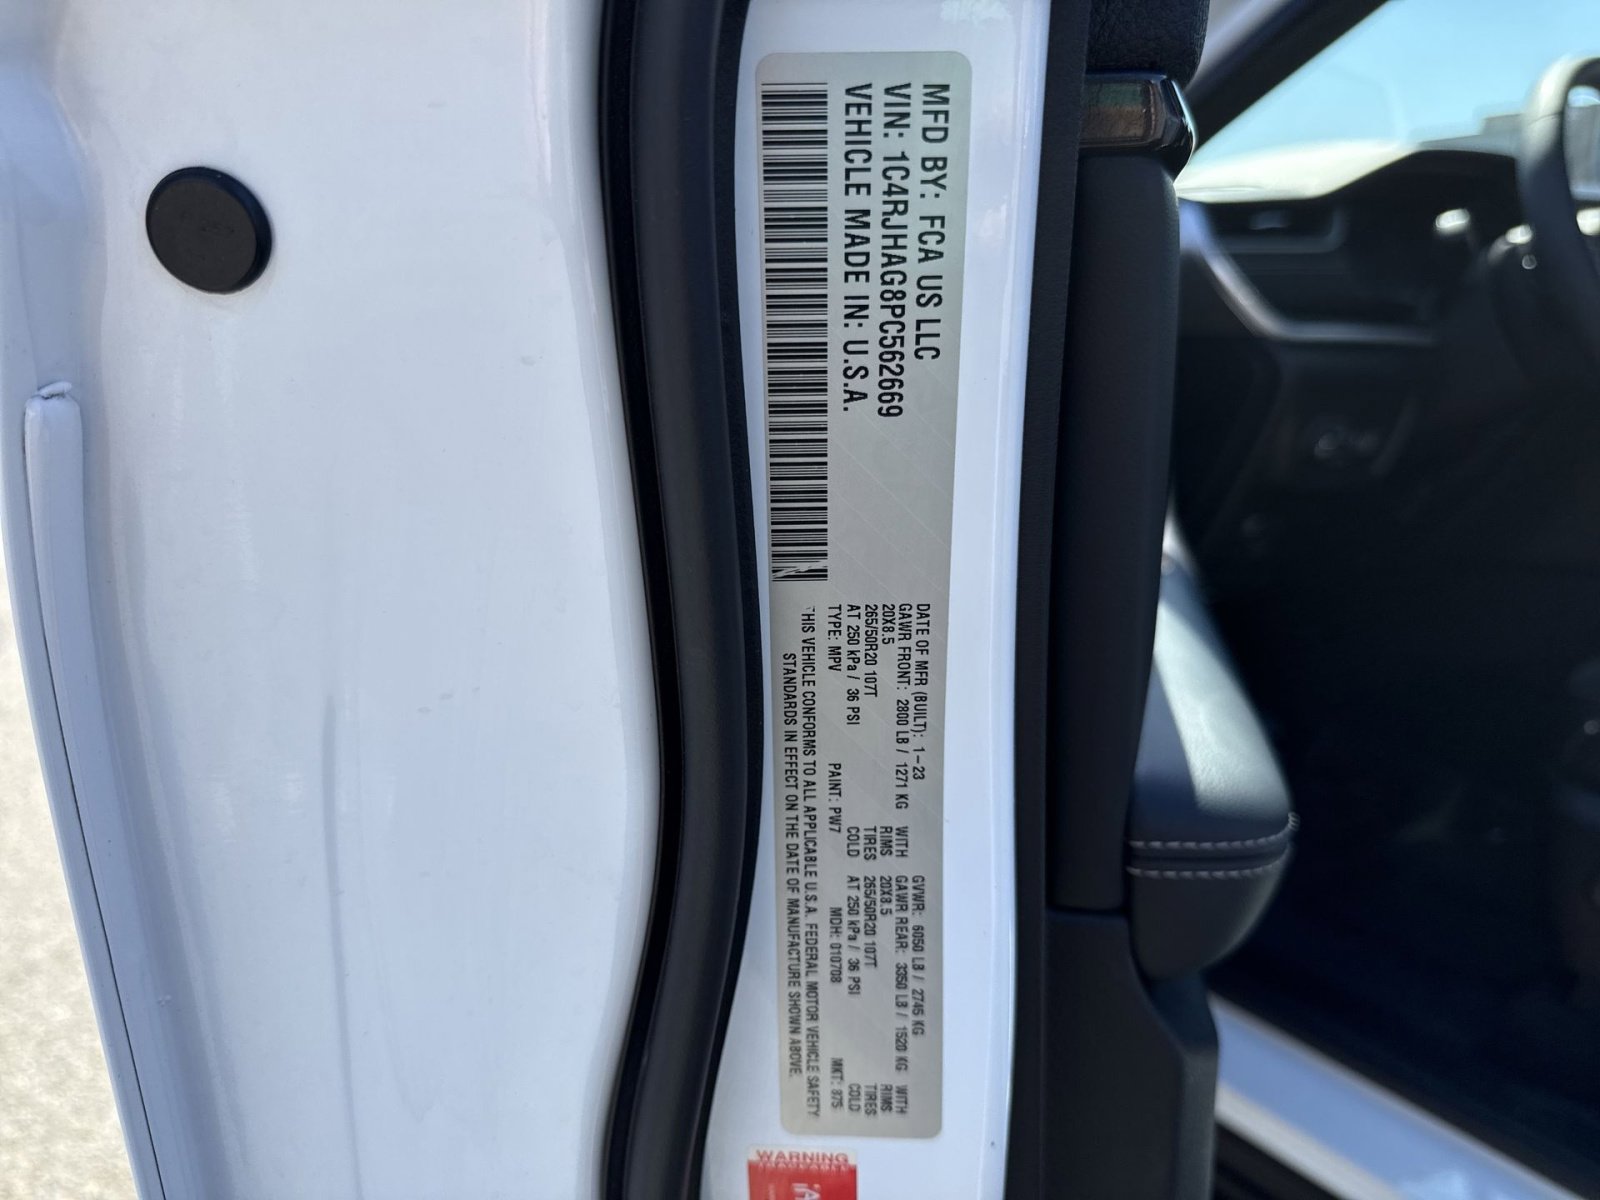 MFD BY: FCA US LLC
VIN: 1C4RJHAG8PC562669
VEHICLE MADE IN: U.S.A.
DATE OF MFR (BUILT): 1-23 GVWR: 6050 LB / 2745 KG
GAWR FRONT: 2800 LB / 1271 KG WITH GAWR REAR: 3350 LB / 1520 KG WITH
20X8.5 RIMS 20X8.5 RIMS
265/50R20 107T TIRES 265/50R20 107T TIRES
AT 250 kPa / 36 PSI COLD AT 250 kPa / 36 PSI COLD
TYPE: MPV PAINT: PW7 MDH: 010708 MKT: 875
THIS VEHICLE CONFORMS TO ALL APPLICABLE U.S.A. FEDERAL MOTOR VEHICLE SAFETY
STANDARDS IN EFFECT ON THE DATE OF MANUFACTURE SHOWN ABOVE.
WARNING